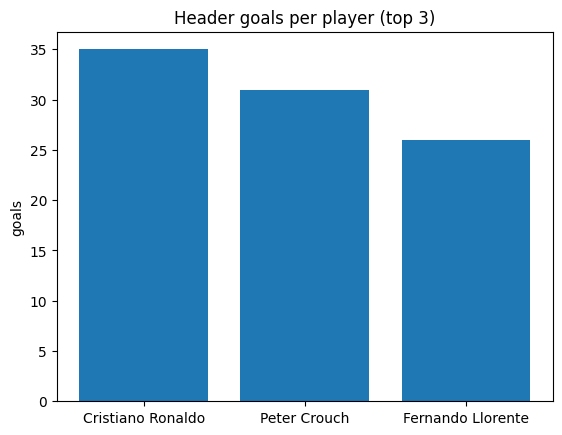 Header goals per player (top 3)
goals
35
30
25
20
15
10
5
0
Cristiano Ronaldo
Peter Crouch
Fernando Llorente